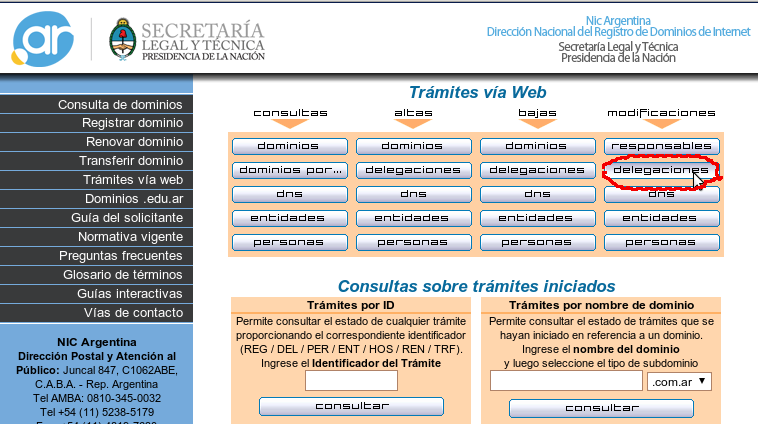 .ar
SECRETARÍA
LEGAL Y TÉCNICA
PRESIDENCIA DE LA NACIÓN
Nic Argentina
Dirección Nacional del Registro de Dominios de Internet
Secretaría Legal y Técnica
Presidencia de la Nación
Consulta de dominios
Registrar dominio
Renovar dominio
Transferir dominio
Trámites vía web
Dominios .edu.ar
Guía del solicitante
Normativa vigente
Preguntas frecuentes
Glosario de términos
Guías interactivas
Vías de contacto
NIC Argentina
Dirección Postal y Atención al
Público: Juncal 847, C1062ABE,
C.A.B.A. - Rep. Argentina
Tel AMBA: 0810-345-0032
Tel +54 (11) 5238-5179
Trámites vía Web
consultas altas bajas modificaciones
dominios dominios dominios responsables
dominios por... delegaciones delegaciones delegaciones
dns dns dns dns
entidades entidades entidades entidades
personas personas personas personas
Consultas sobre trámites iniciados
Trámites por ID
Permite consultar el estado de cualquier trámite
proporcionando el correspondiente identificador
(REG / DEL / PER / ENT / HOS / REN / TRF).
Ingrese el Identificador del Trámite
consultar
Trámites por nombre de dominio
Permite consultar el estado de trámites que se
hayan iniciado en referencia a un dominio.
Ingrese el nombre del dominio
y luego seleccione el tipo de subdominio
.com.ar
consultar